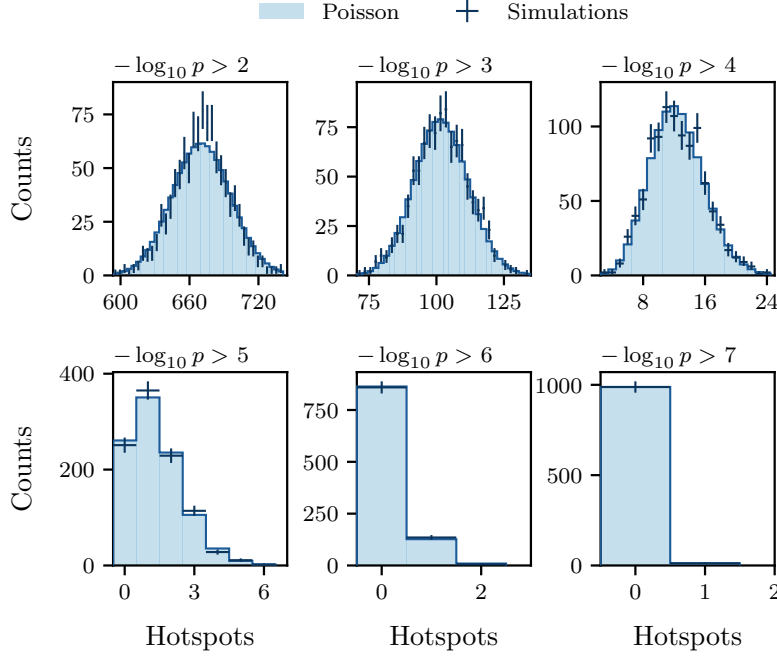 Poisson Simulations
− log₁₀ p > 2 − log₁₀ p > 3 − log₁₀ p > 4
Counts
75
50
25
0
600 660 720
75
50
25
0
75 100 125
100
50
0
8 16 24
− log₁₀ p > 5 − log₁₀ p > 6 − log₁₀ p > 7
Counts
400
200
0
0 3 6
750
500
250
0
0 2
1000
500
0
0 1 2
Hotspots Hotspots Hotspots